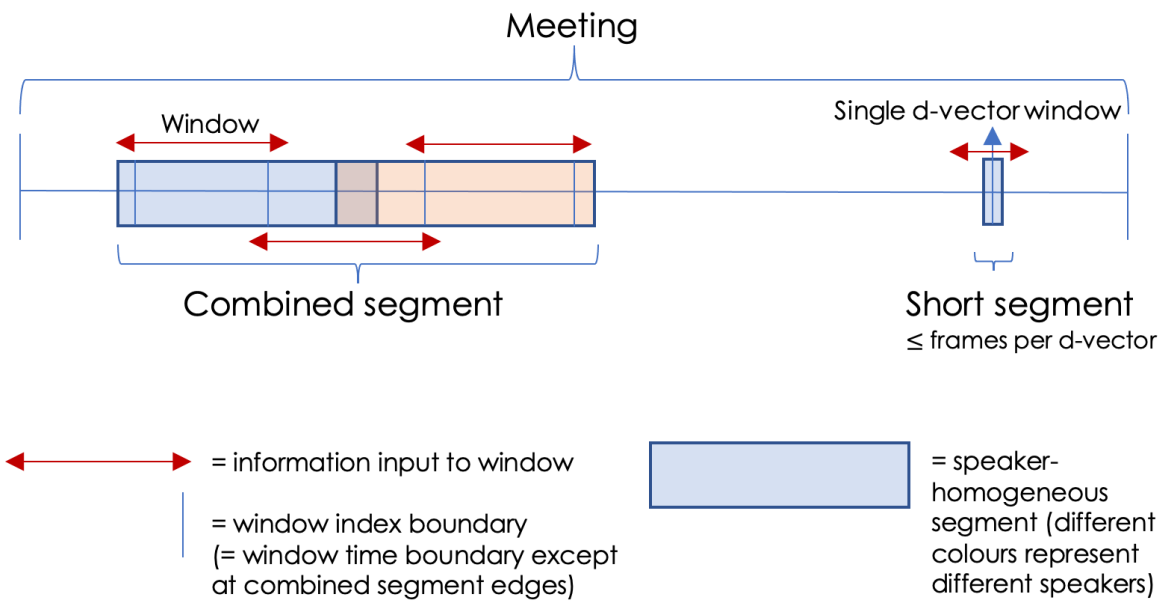 Meeting
Window
Single d-vector window
Combined segment
Short segment
≤ frames per d-vector
= information input to window
= window index boundary
(= window time boundary except
at combined segment edges)
= speaker-
homogeneous
segment (different
colours represent
different speakers)